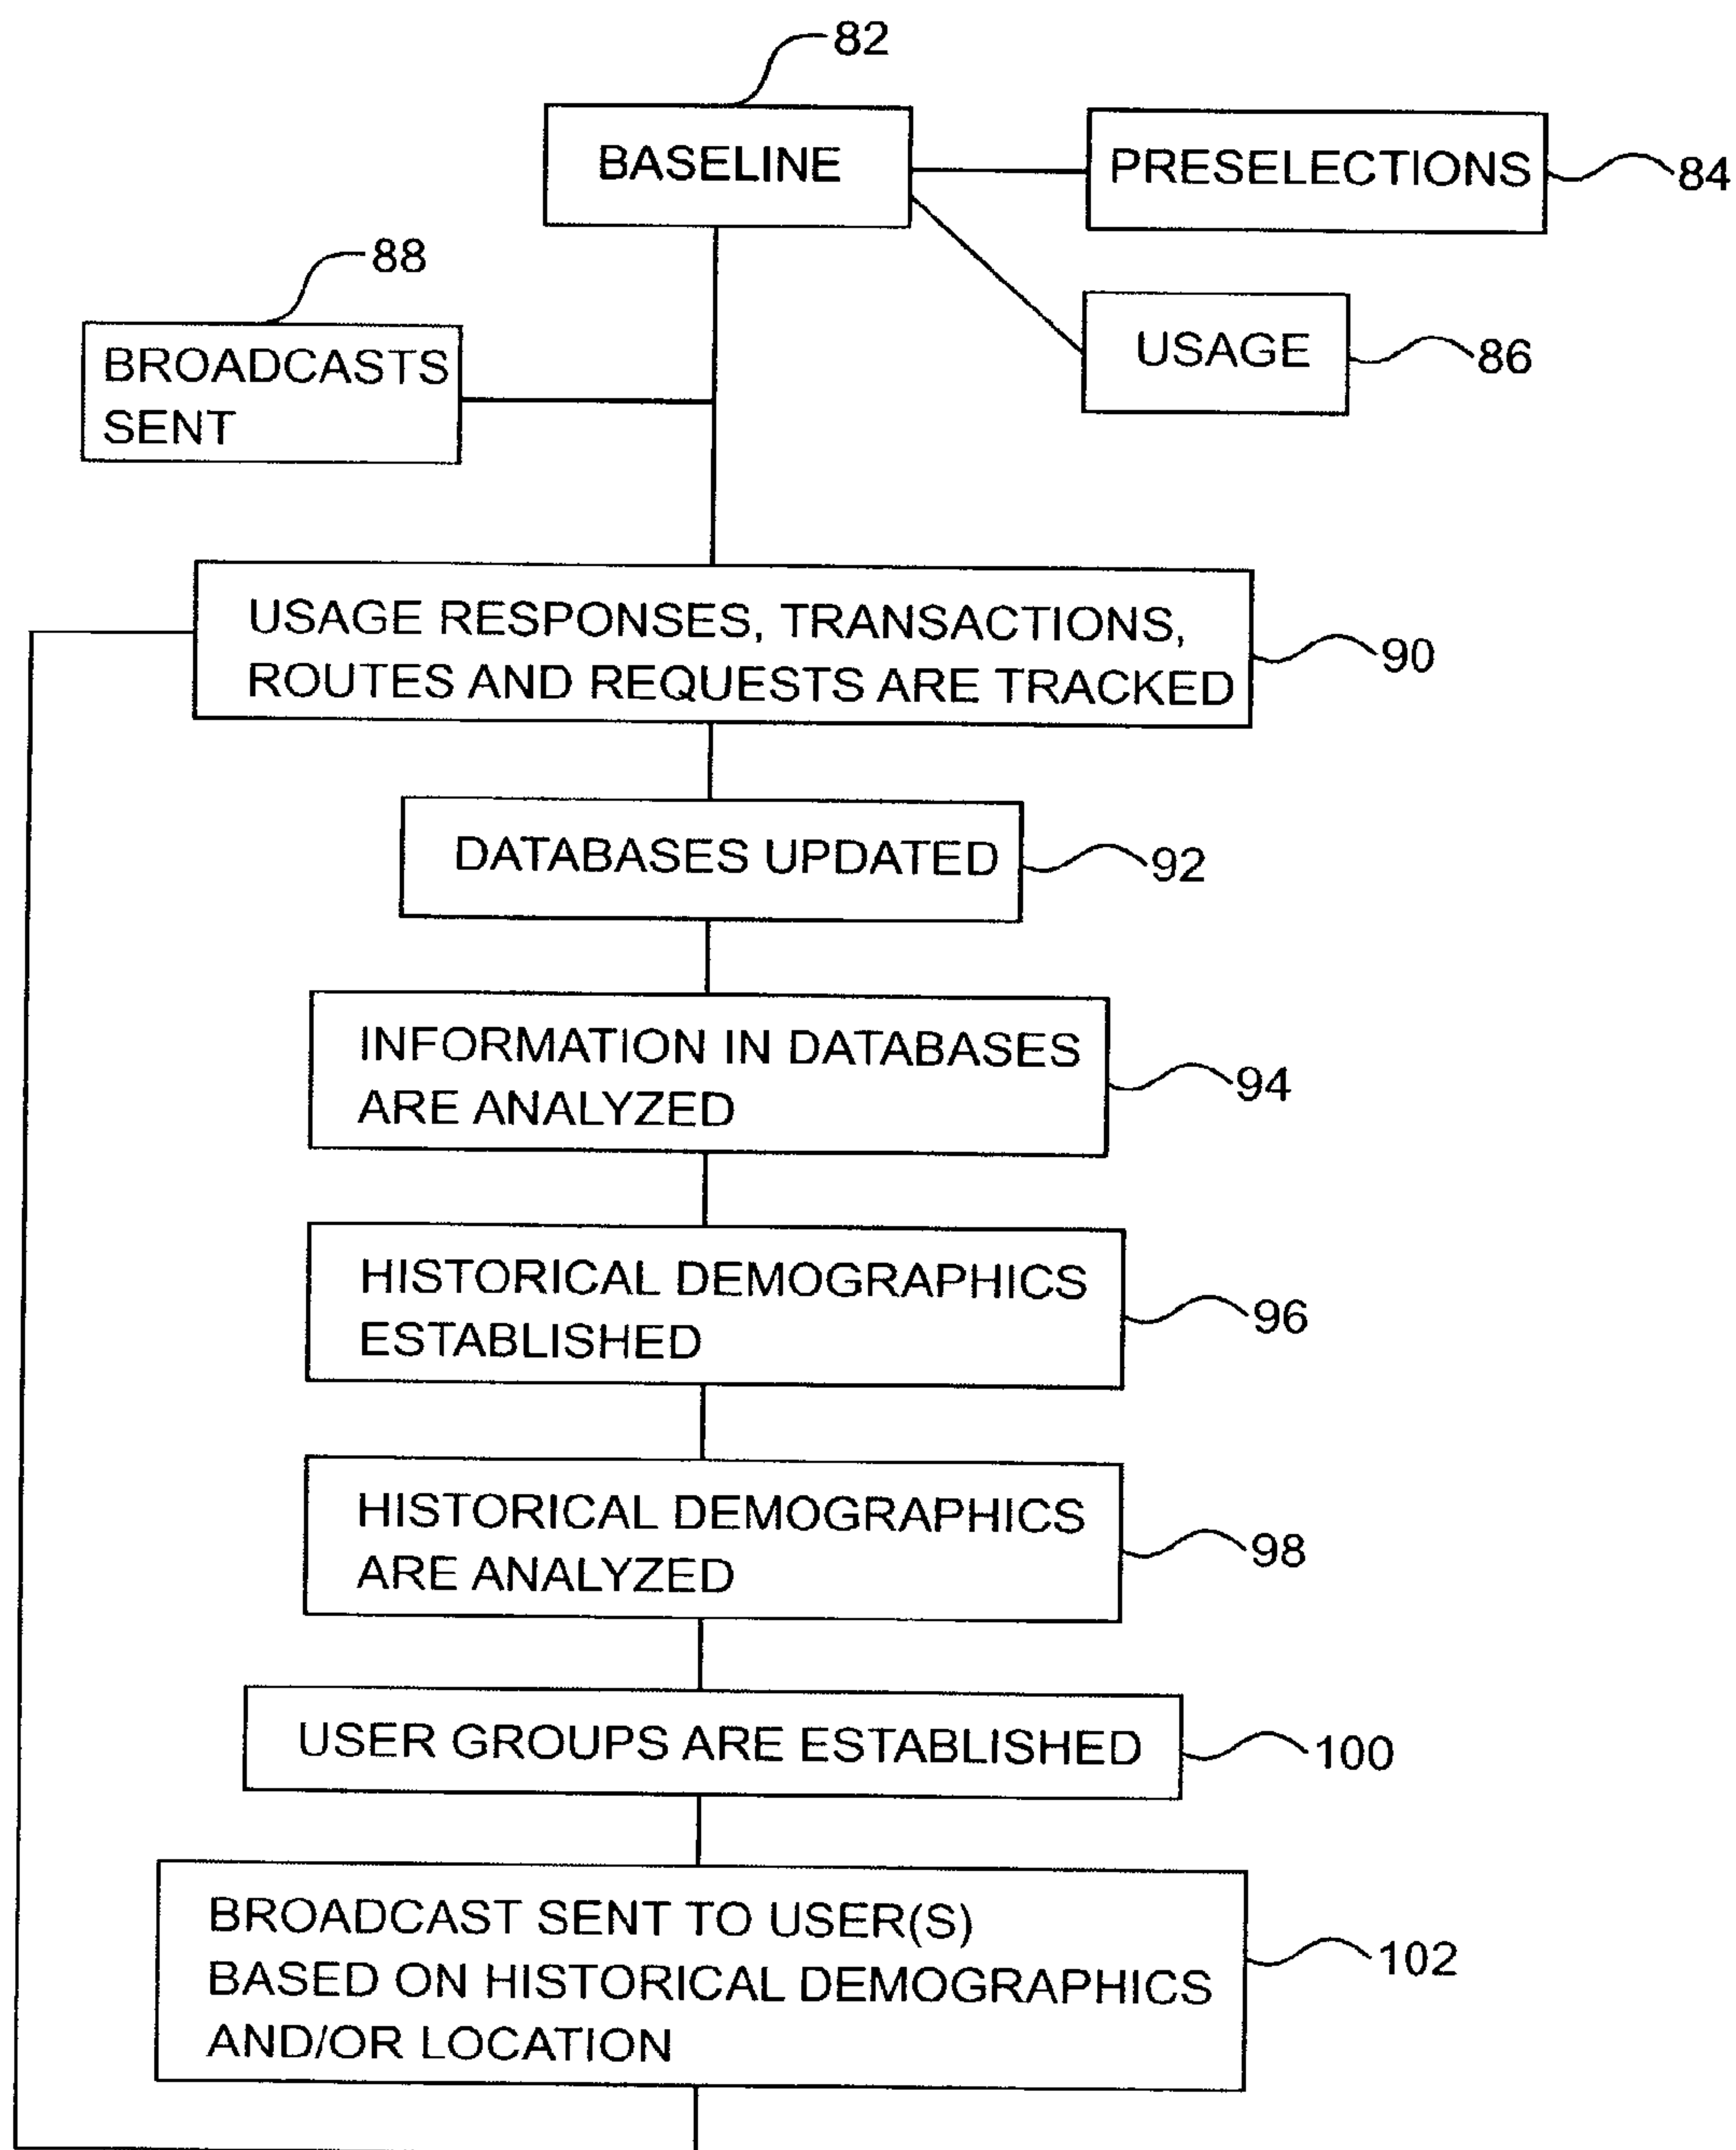 82
BASELINE
PRESELECTIONS
84
88
BROADCASTS
SENT
USAGE
86
USAGE RESPONSES, TRANSACTIONS,
ROUTES AND REQUESTS ARE TRACKED
90
DATABASES UPDATED
92
INFORMATION IN DATABASES
ARE ANALYZED
94
HISTORICAL DEMOGRAPHICS
ESTABLISHED
96
HISTORICAL DEMOGRAPHICS
ARE ANALYZED
98
USER GROUPS ARE ESTABLISHED
100
BROADCAST SENT TO USER(S)
BASED ON HISTORICAL DEMOGRAPHICS
AND/OR LOCATION
102